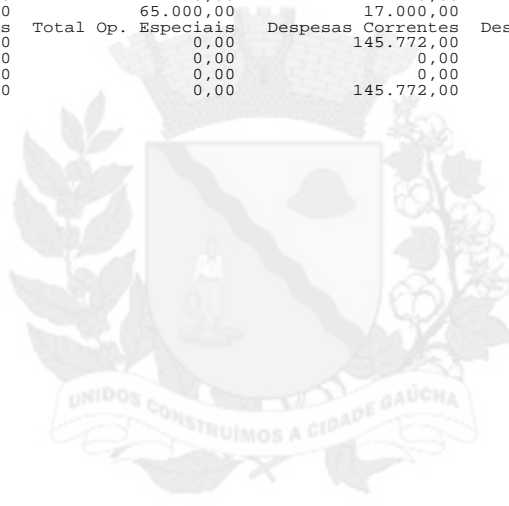 0 65.000,00 17.000,00
s Total Op. Especiais Despesas Correntes Des
0 0,00 145.772,00
0 0,00 0,00
0 0,00 0,00
0 0,00 145.772,00
UNIDOS CONSTRUÍMOS A CIDADE GAÚCHA